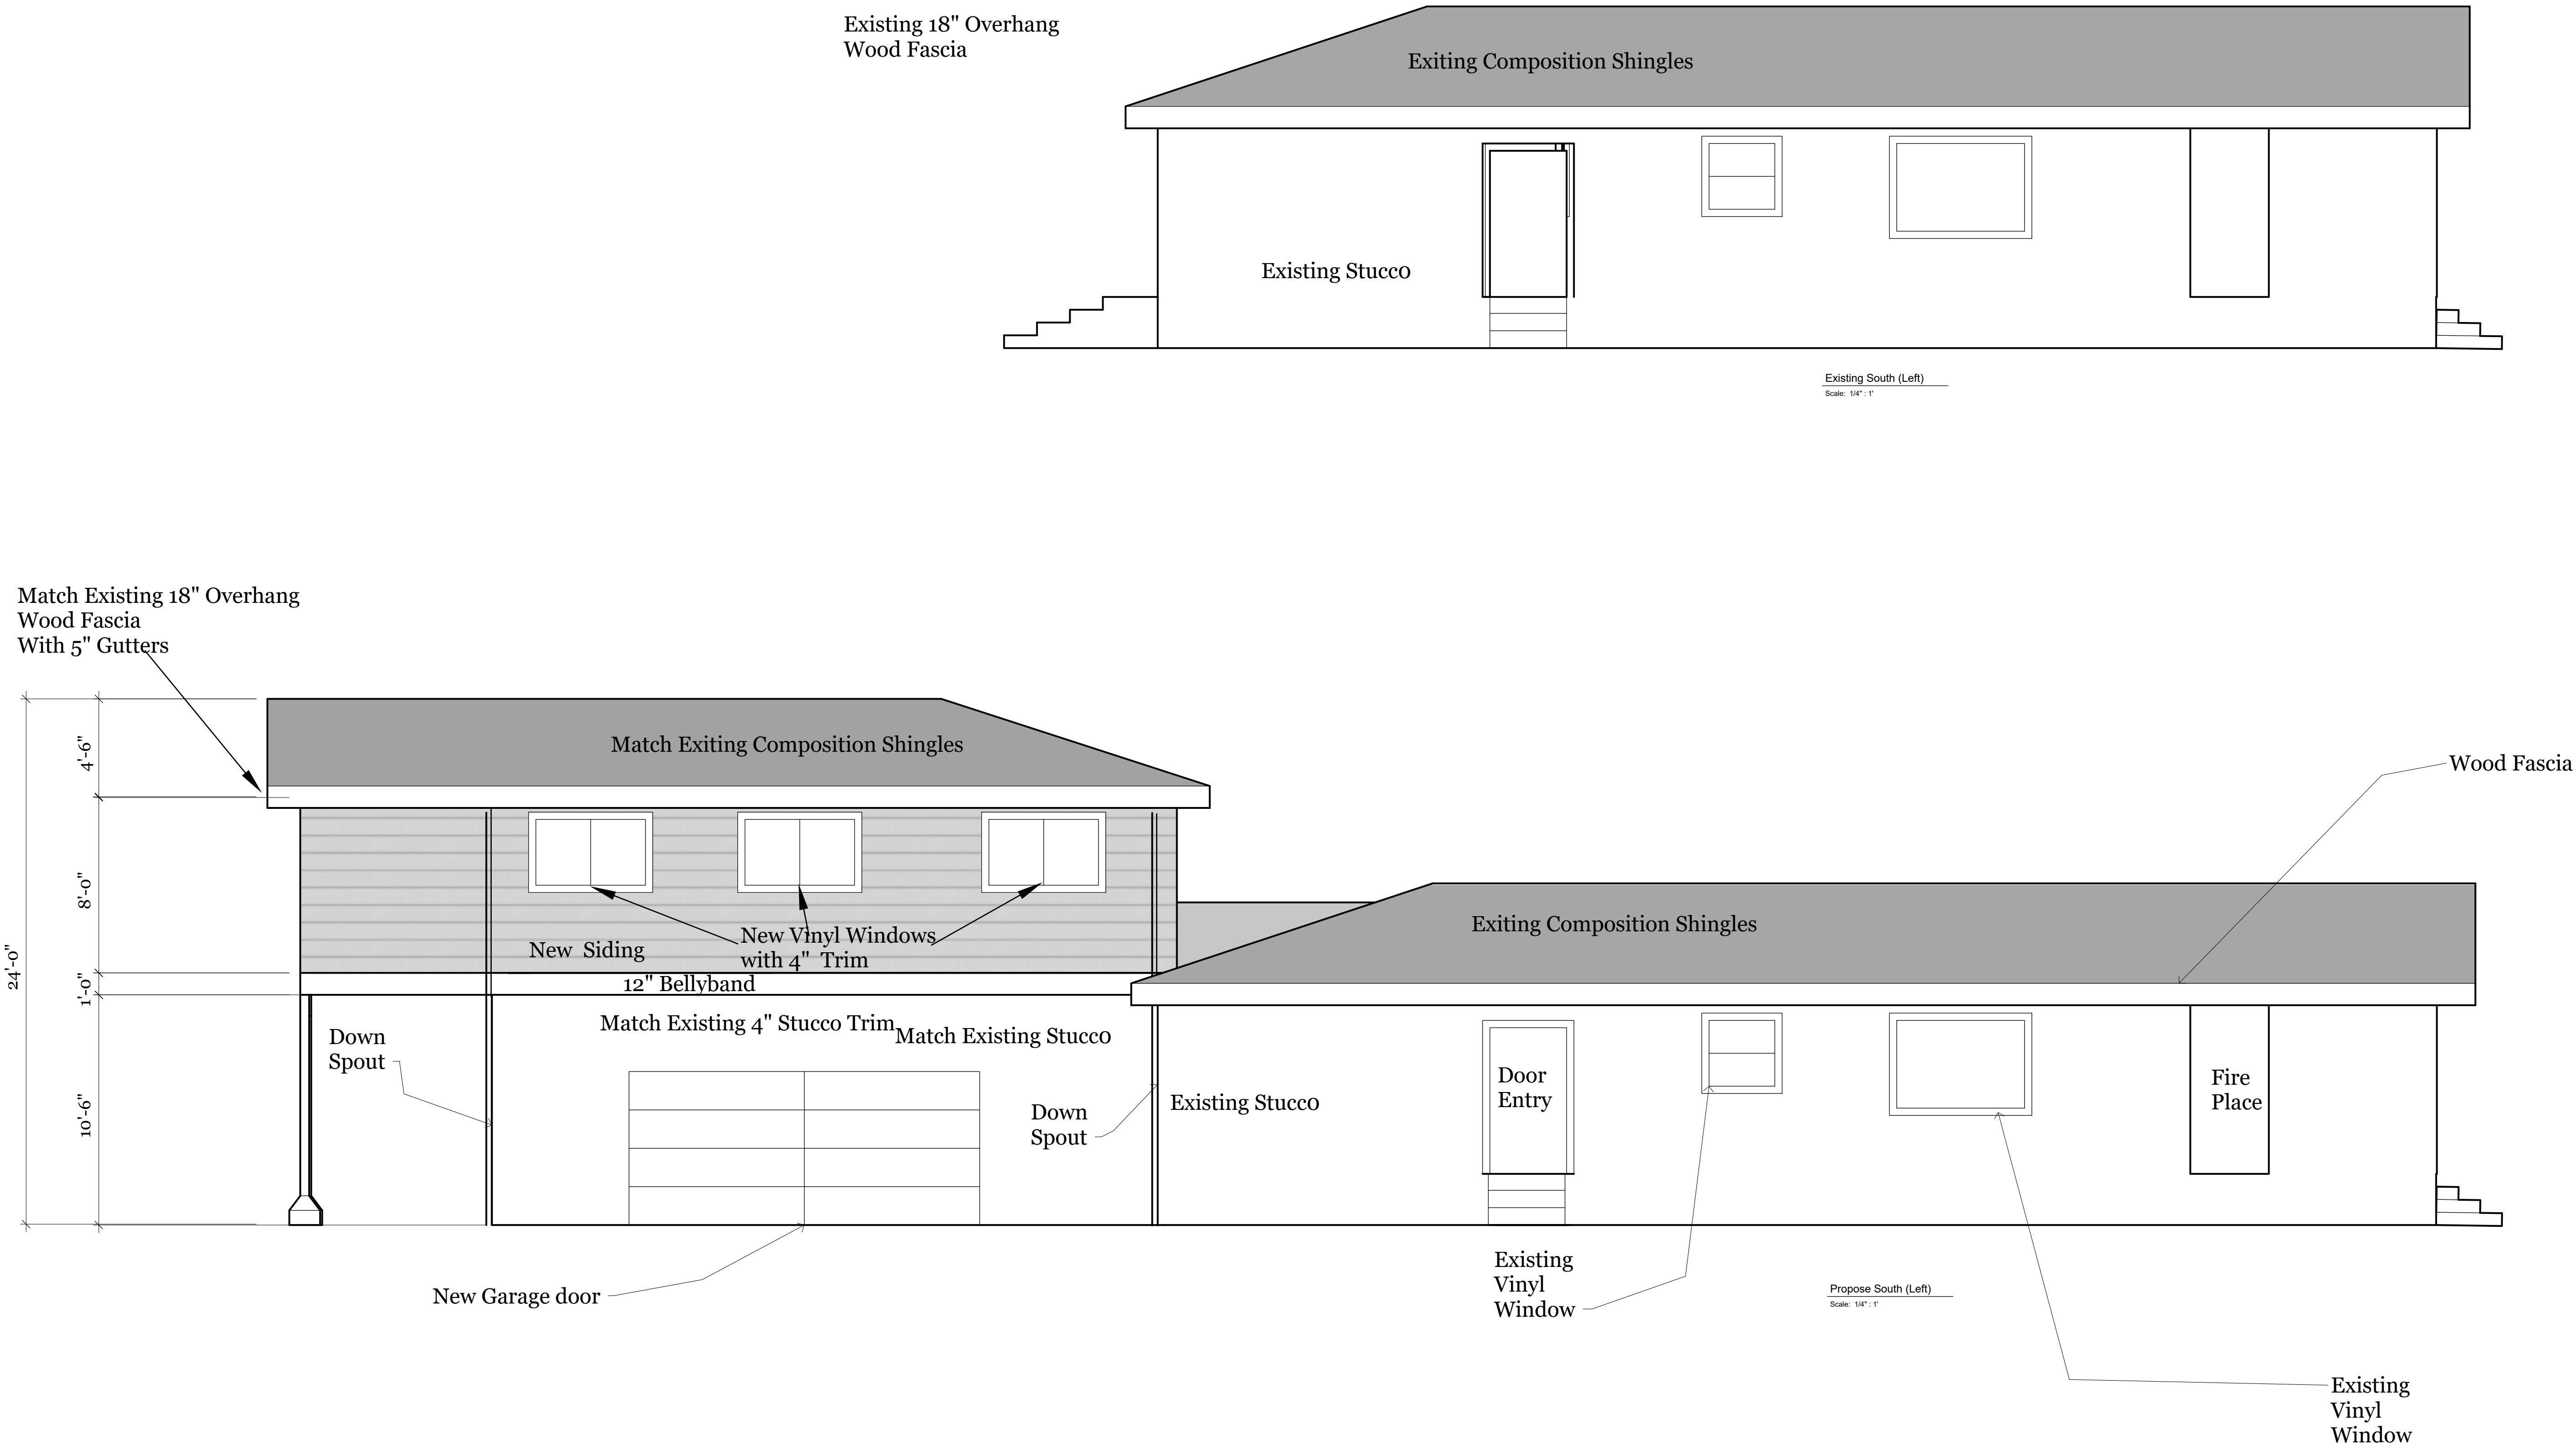 Existing 18" Overhang
Wood Fascia
Exiting Composition Shingles
Existing Stucc0
Existing South (Left)
Scale: 1/4" : 1'
Match Existing 18" Overhang
Wood Fascia
With 5" Gutters
Match Exiting Composition Shingles
Wood Fascia
4'-6"
8'-0"
1'-0"
10'-6"
24'-0"
New Siding
New Vinyl Windows
with 4" Trim
12" Bellyband
Exiting Composition Shingles
Match Existing 4" Stucco Trim
Match Existing Stucc0
Down
Spout
Down
Spout
Existing Stucc0
Door
Entry
Fire
Place
New Garage door
Existing
Vinyl
Window
Propose South (Left)
Scale: 1/4" : 1'
Existing
Vinyl
Window